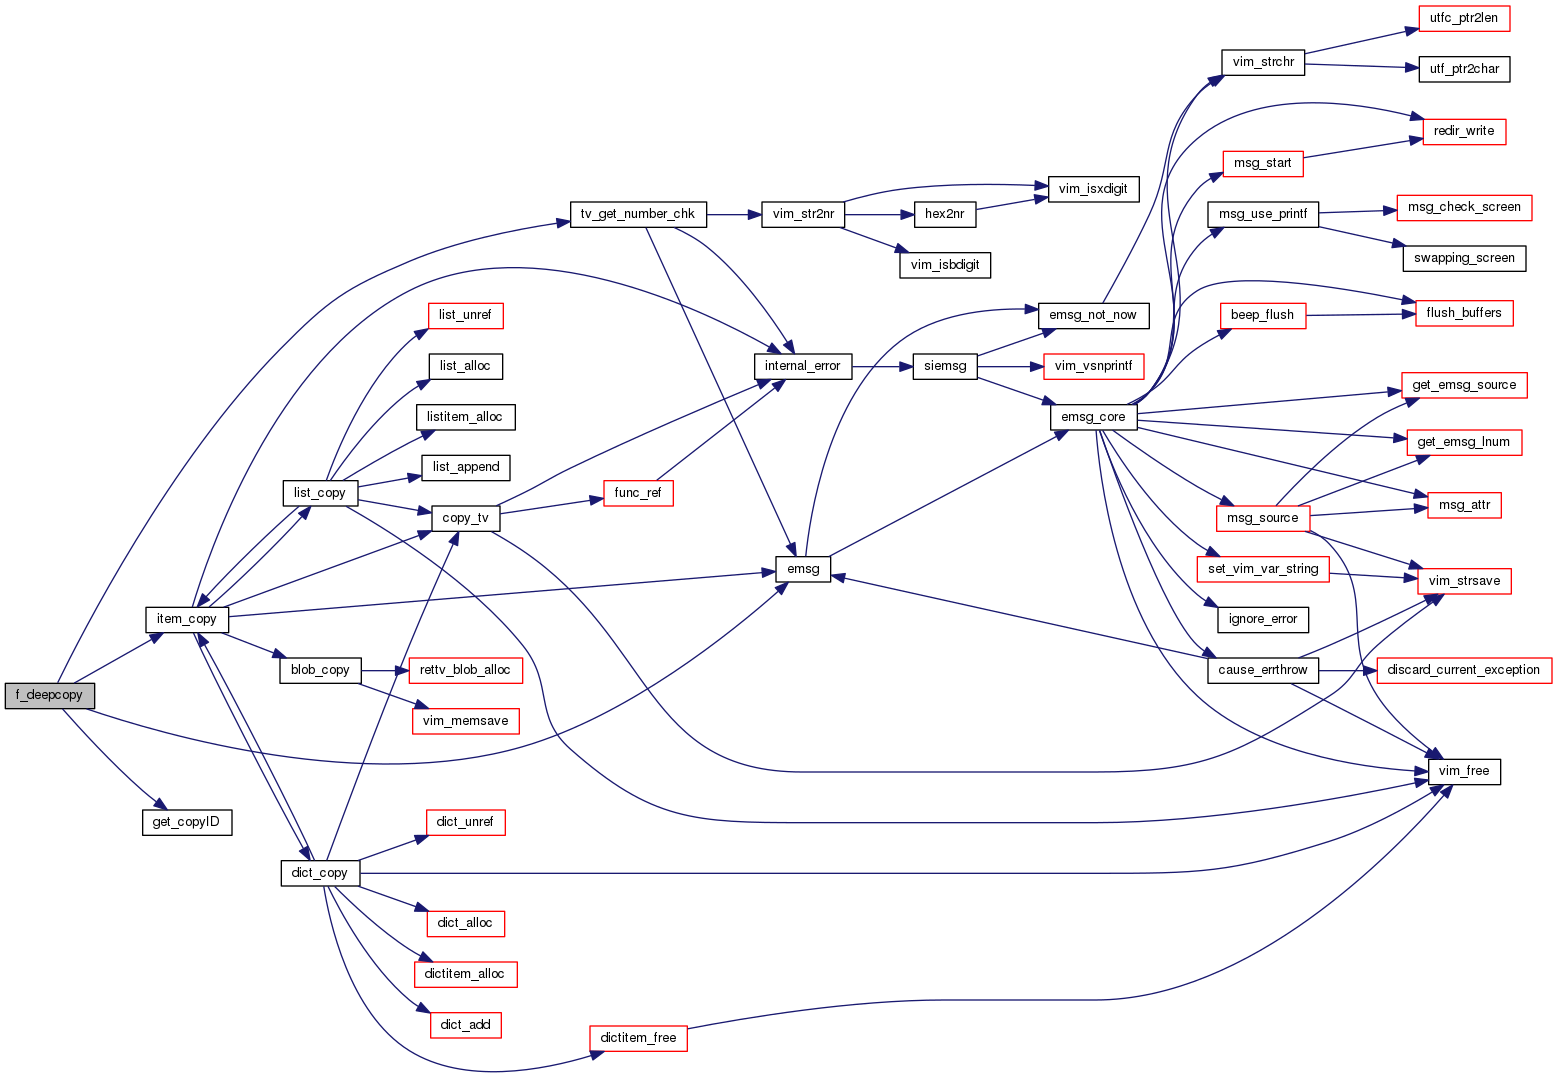 utfc_ptr2len
vim_strchr
utf_ptr2char
redir_write
msg_start
vim_isxdigit
msg_check_screen
tv_get_number_chk
vim_str2nr
hex2nr
msg_use_printf
vim_isbdigit
swapping_screen
list_unref
emsg_not_now
beep_flush
flush_buffers
list_alloc
internal_error
siemsg
vim_vsnprintf
get_emsg_source
listitem_alloc
emsg_core
get_emsg_lnum
list_append
list_copy
func_ref
msg_attr
copy_tv
msg_source
emsg
set_vim_var_string
vim_strsave
item_copy
ignore_error
blob_copy
rettv_blob_alloc
cause_errthrow
discard_current_exception
f_deepcopy
vim_memsave
vim_free
get_copyID
dict_unref
dict_copy
dict_alloc
dictitem_alloc
dict_add
dictitem_free